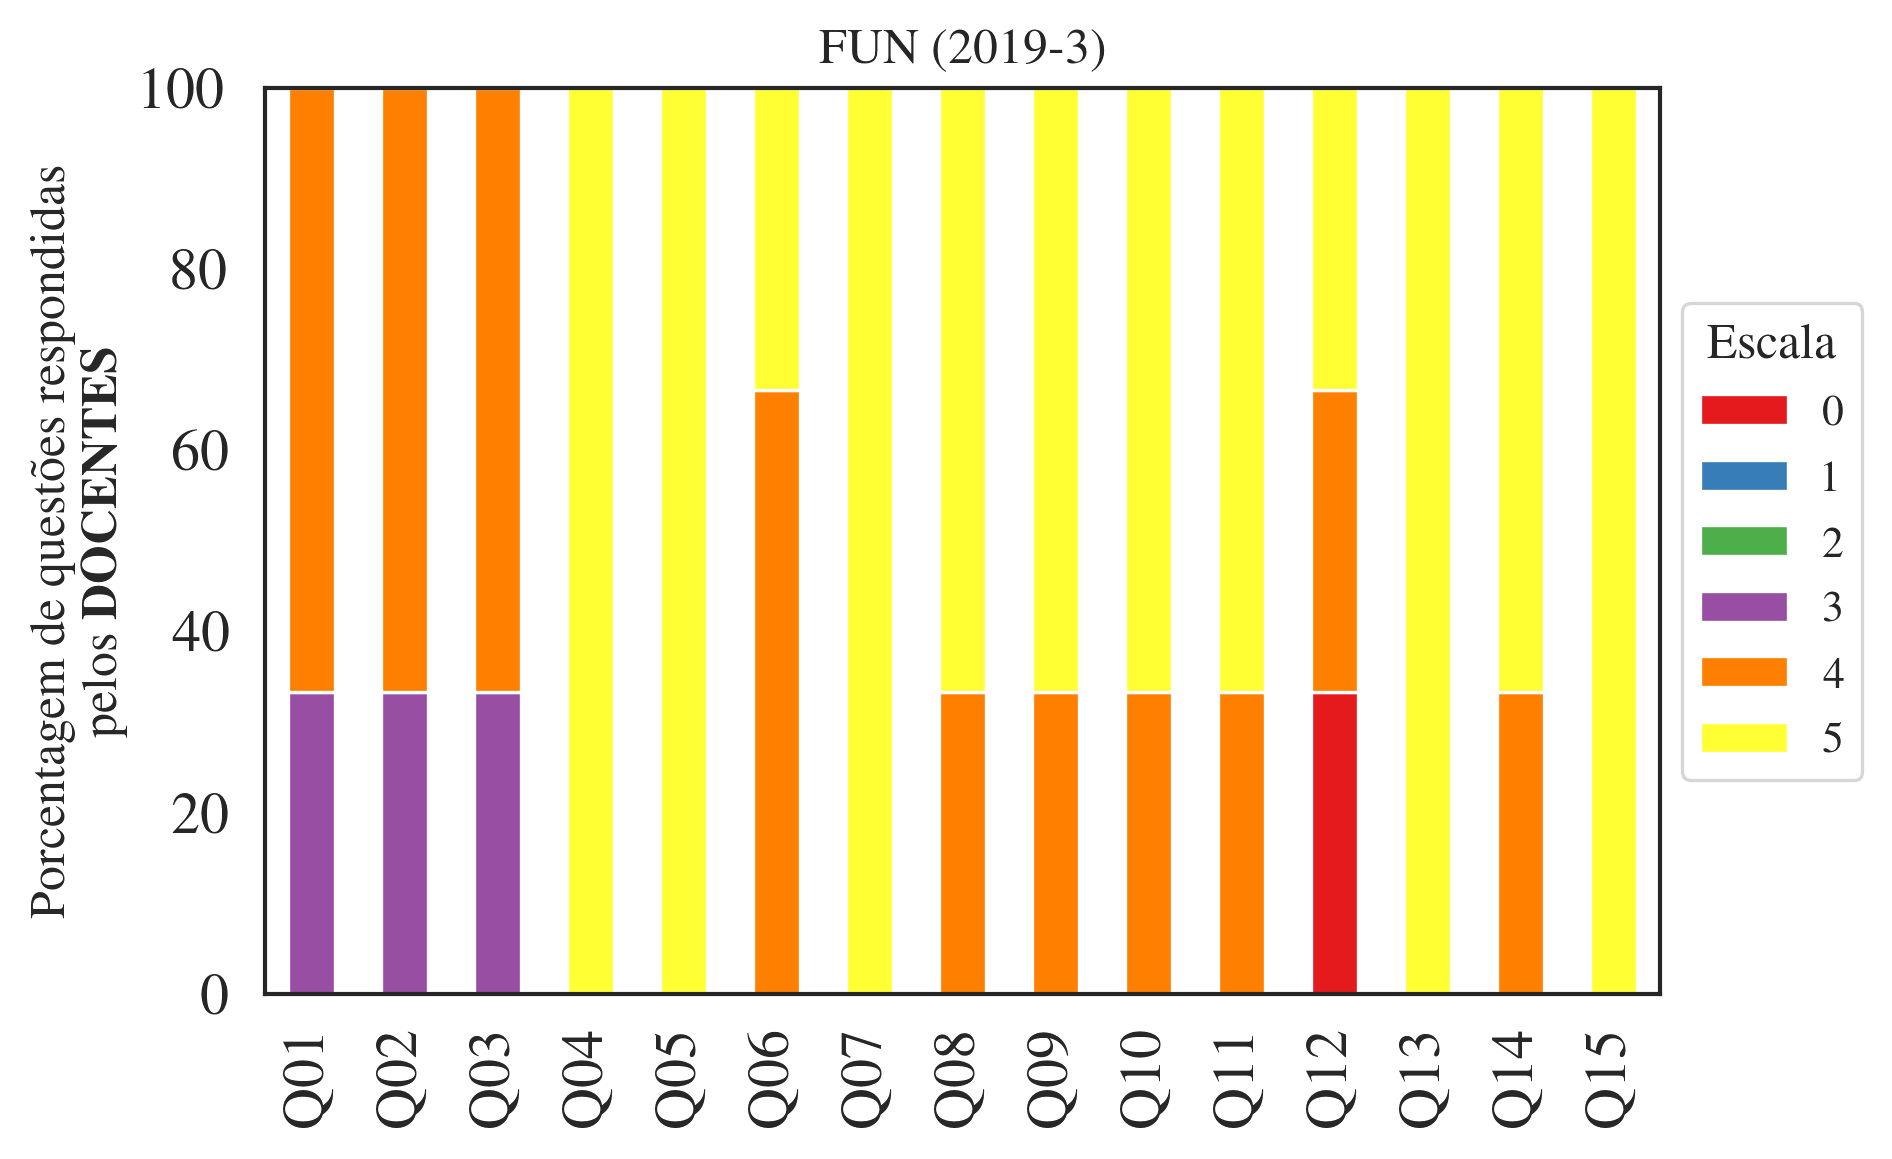 FUN (2019-3)
Porcentagem de questões respondidas
pelos DOCENTES
100
80
60
40
20
0
Q01
Q02
Q03
Q04
Q05
Q06
Q07
Q08
Q09
Q10
Q11
Q12
Q13
Q14
Q15
Escala
0
1
2
3
4
5